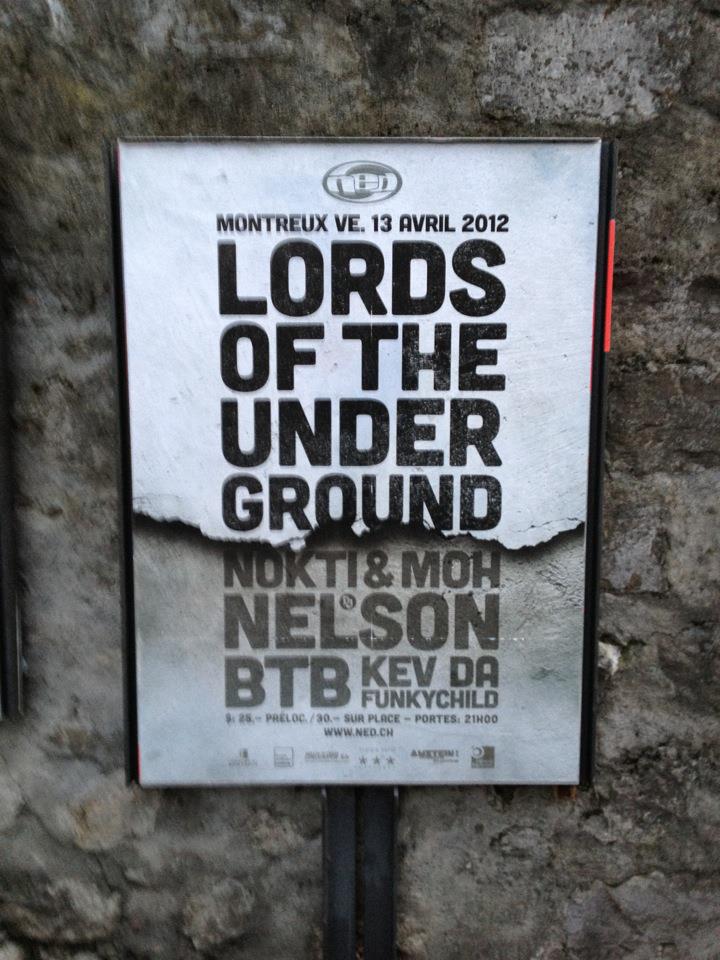 ned
MONTREUX VE. 13 AVRIL 2012
LORDS
OF THE
UNDER
GROUND
NOKTI & MOH
NELSON
BTB KEV DA
FUNKYCHILD
$: 25.– PRÉLOC. / 30.– SUR PLACE – PORTES: 21H00
WWW.NED.CH